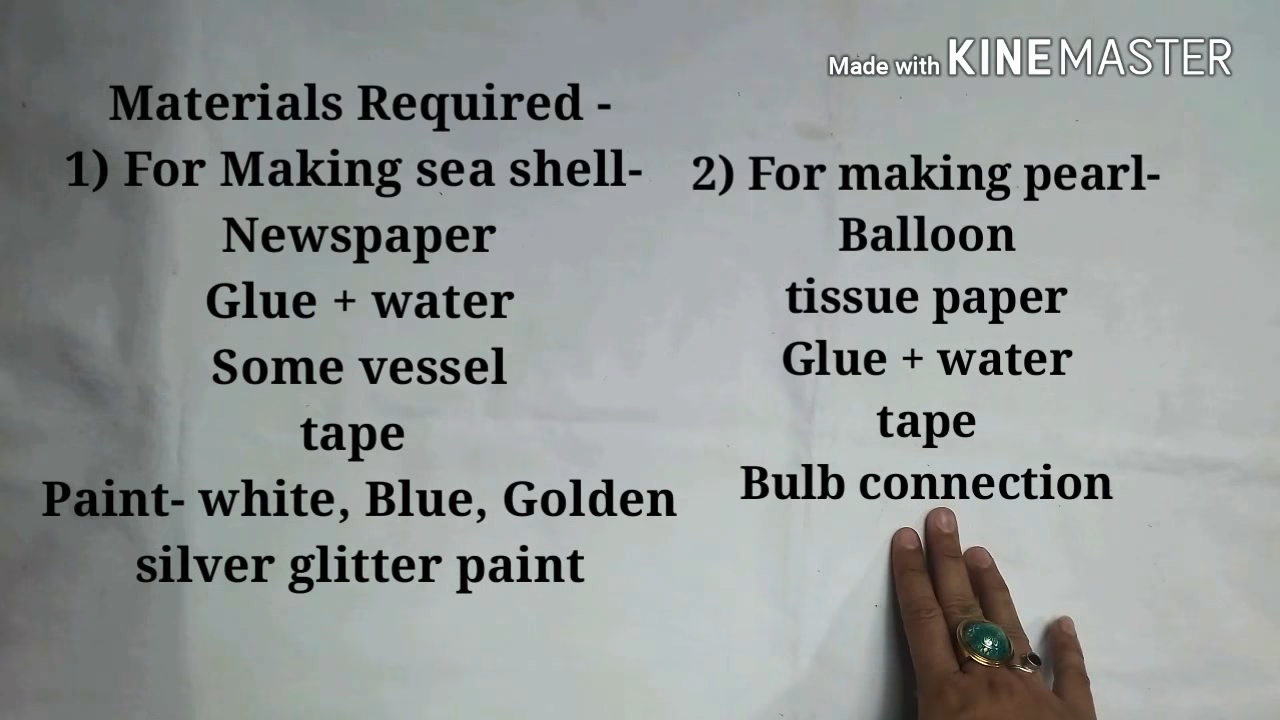 Made with KINEMASTER
Materials Required -
1) For Making sea shell-
Newspaper
Glue + water
Some vessel
tape
Paint- white, Blue, Golden
silver glitter paint
2) For making pearl-
Balloon
tissue paper
Glue + water
tape
Bulb connection